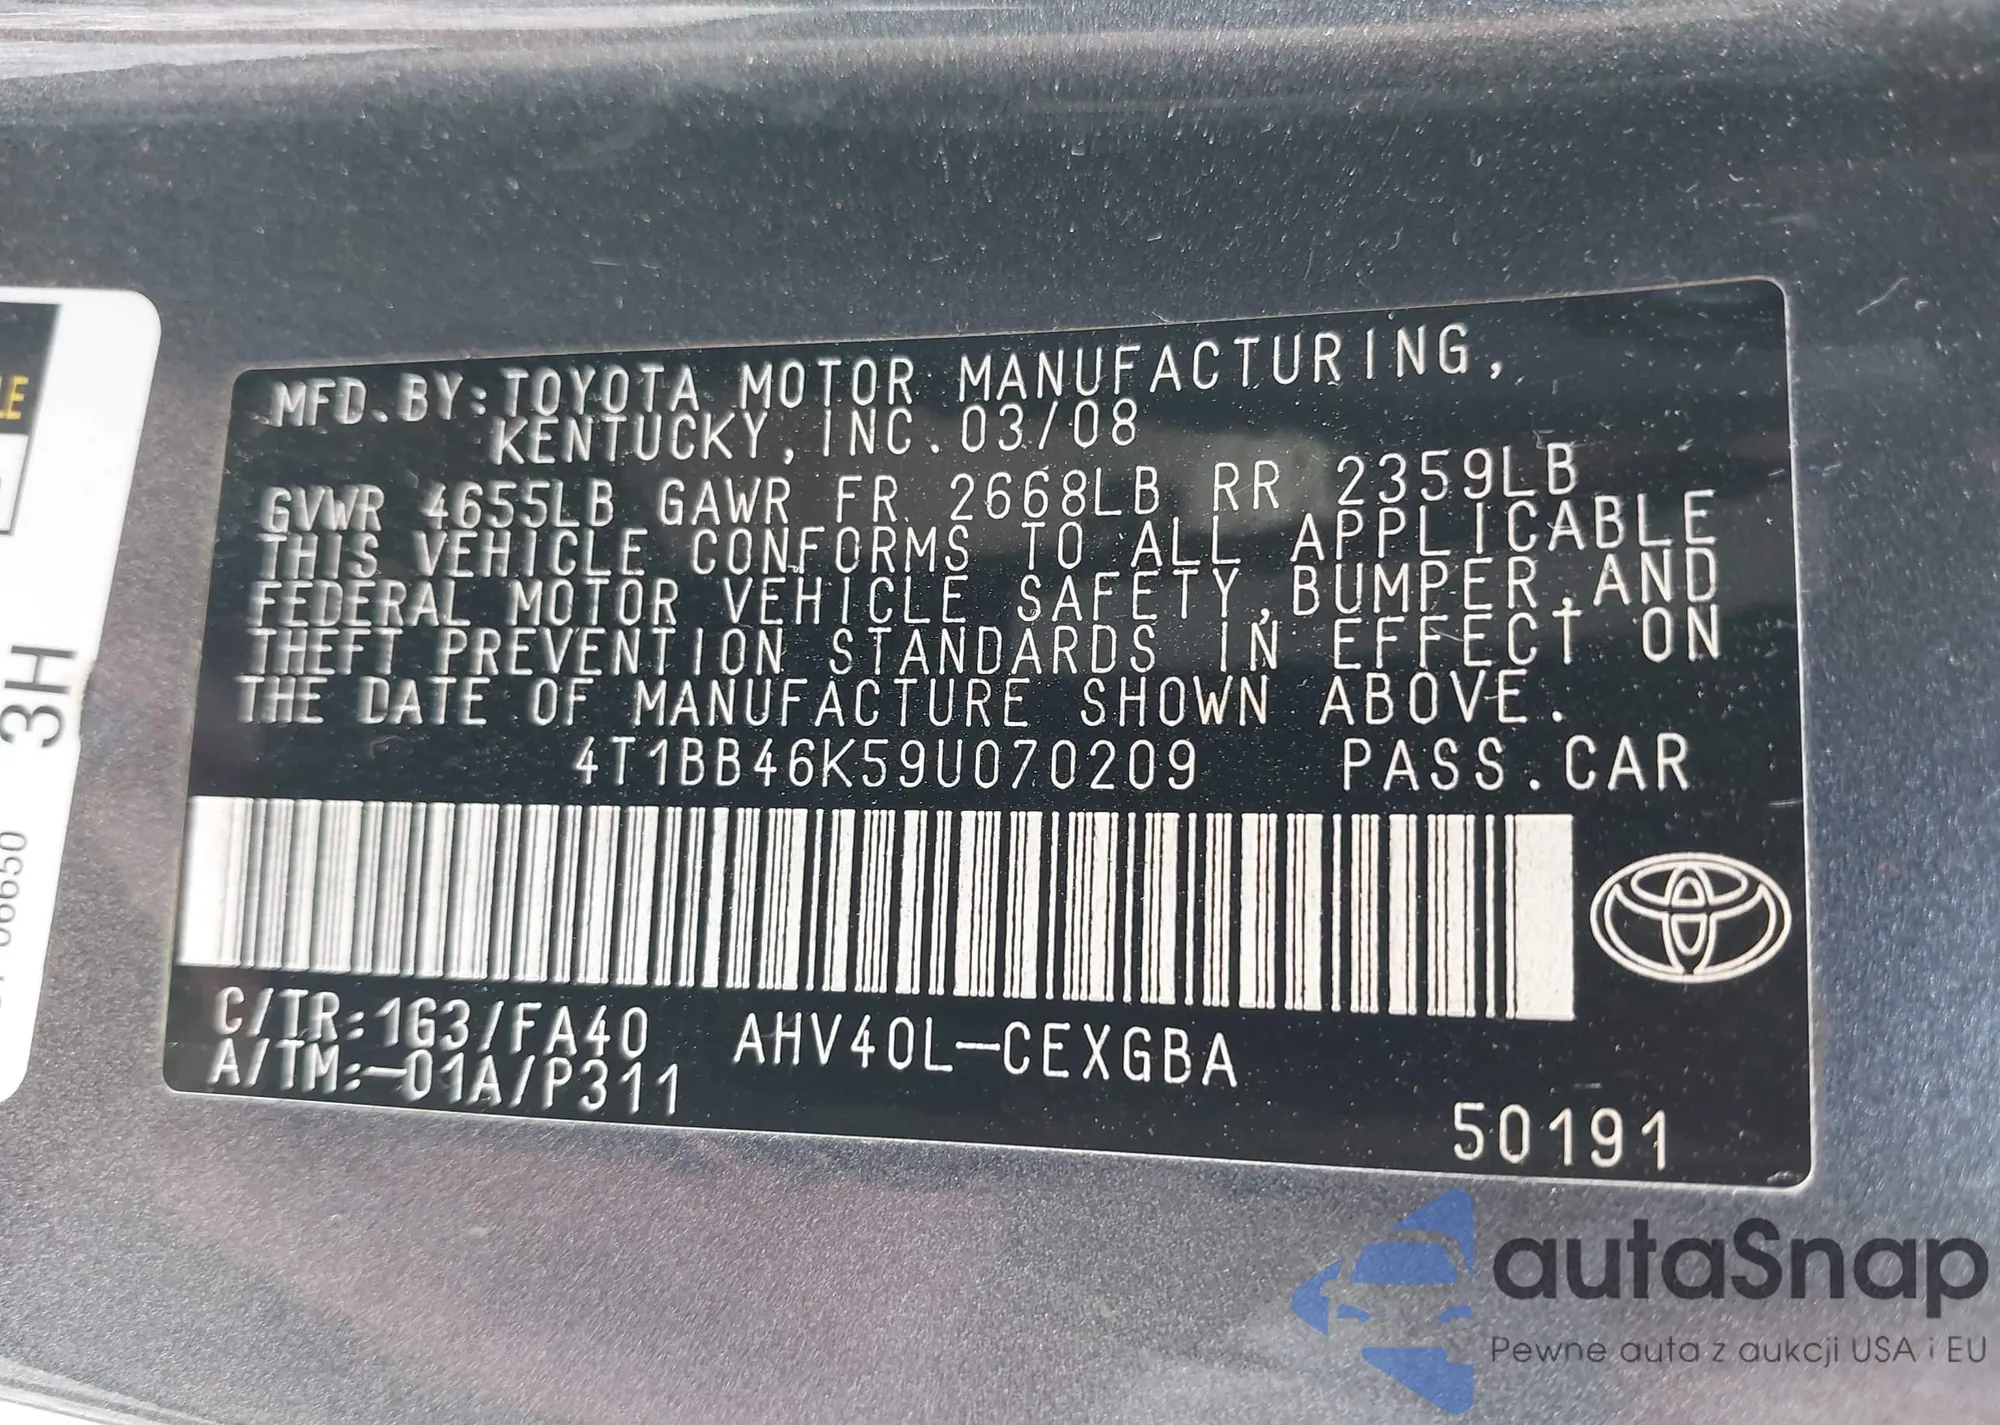 MFD. BY: TOYOTA MOTOR MANUFACTURING,
KENTUCKY, INC. 03/08
GVWR 4655LB GAWR FR 2668LB RR 2359LB
THIS VEHICLE CONFORMS TO ALL APPLICABLE
FEDERAL MOTOR VEHICLE SAFETY, BUMPER, AND
THEFT PREVENTION STANDARDS IN EFFECT ON
THE DATE OF MANUFACTURE SHOWN ABOVE.
4T1BB46K59U070209 PASS. CAR
C/TR: 1G3/FA40 AHV40L-CEXGBA
A/TM: -01A/P311
50191
3H
autaSnap
Pewne auta z aukcji USA i EU